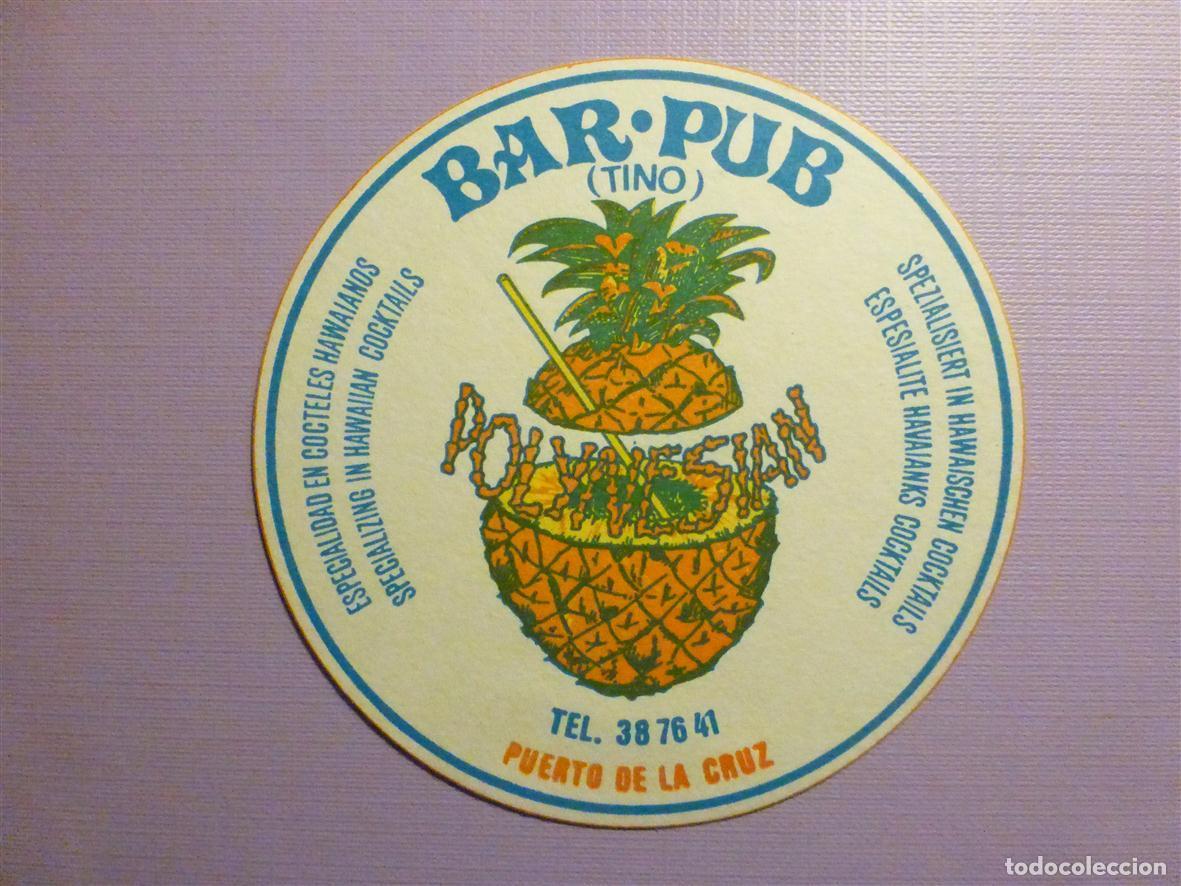 BAR·PUB
(TINO)
ESPECIALIDAD EN COCTELES HAWAIANOS
SPECIALIZING IN HAWAIIAN COCKTAILS
SPEZIALISIERT IN HAWAISCHEN COCKTAILS
ESPESIALITE HAVAIANKS COCKTAILS
POLYNESIAN
TEL. 38 76 41
PUERTO DE LA CRUZ
todocoleccion